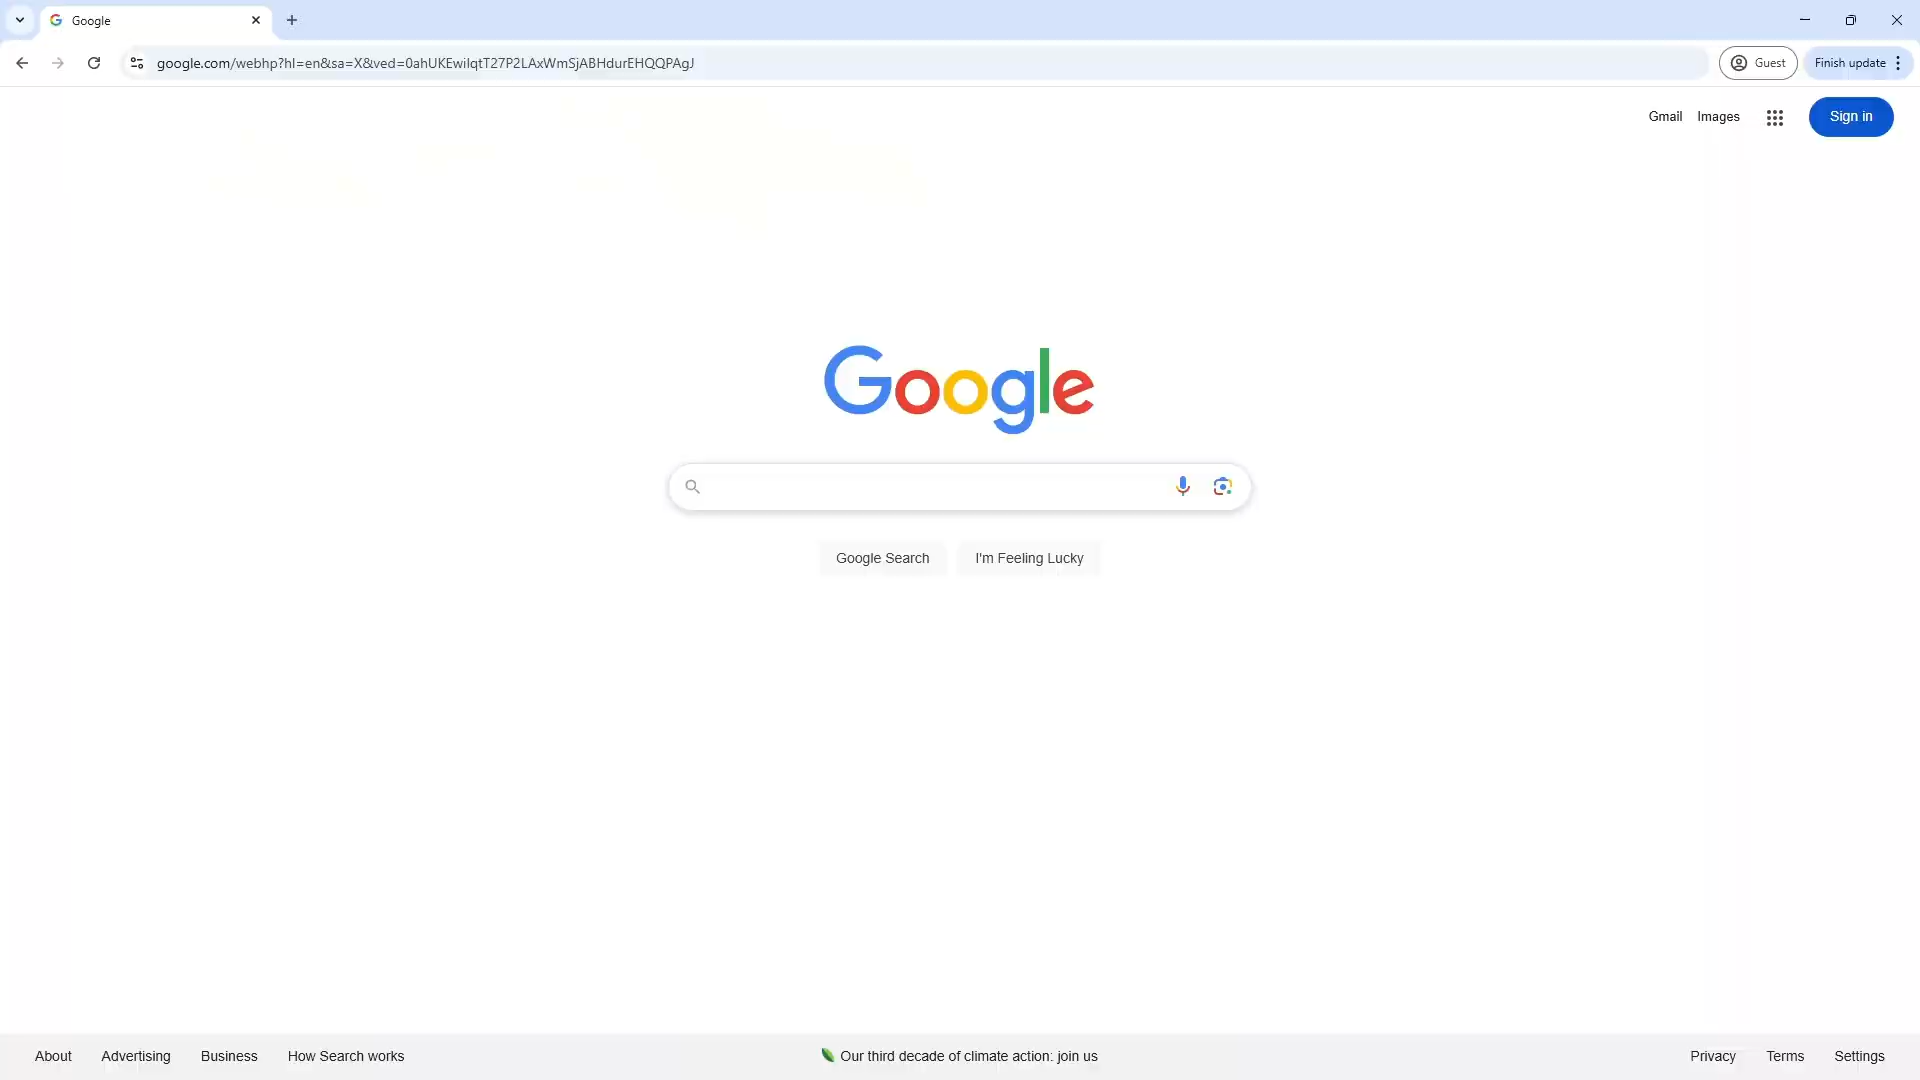 Google
google.com/webhp?hl=en&sa=X&ved=0ahUKEwilqtT27P2LAxWmSjABHdurEHQQPAgJ
Guest
Finish update
Gmail
Images
Sign in
Google
Google Search
I'm Feeling Lucky
About
Advertising
Business
How Search works
Our third decade of climate action: join us
Privacy
Terms
Settings